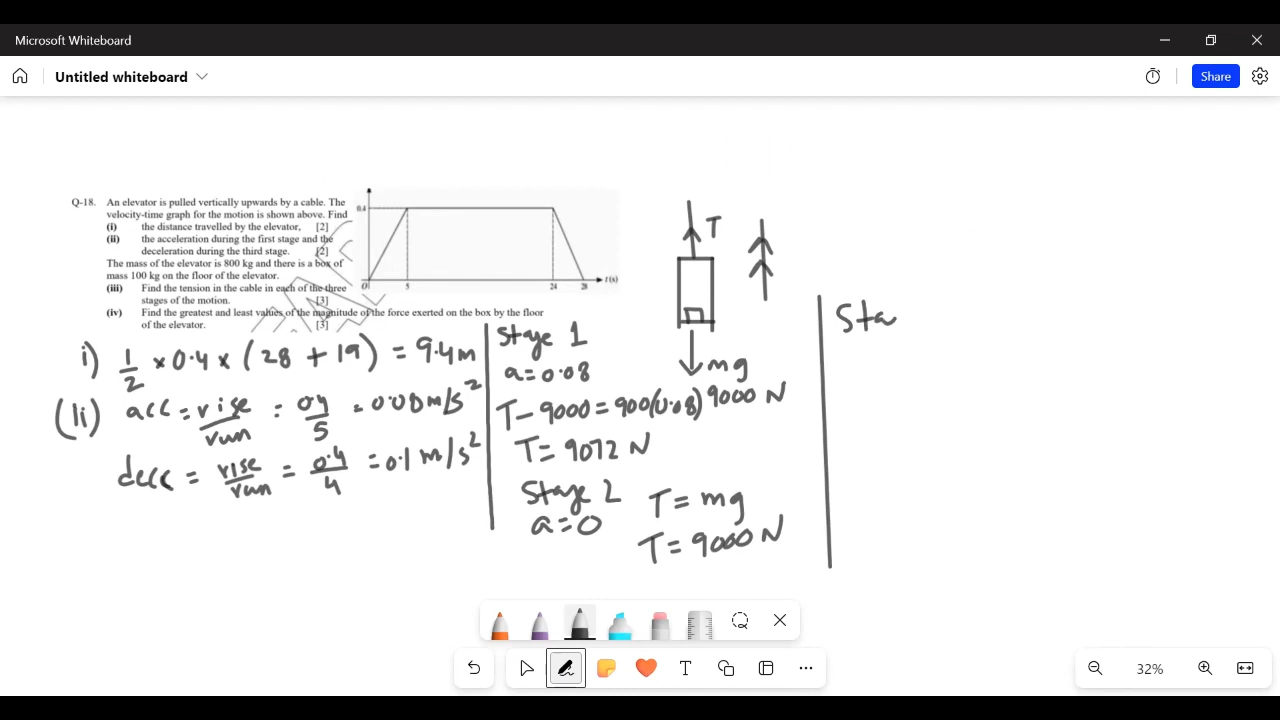 Microsoft Whiteboard
Untitled whiteboard
Share
Q-18. An elevator is pulled vertically upwards by a cable. The
velocity-time graph for the motion is shown above. Find
(i) the distance travelled by the elevator, [2]
(ii) the acceleration during the first stage and the
deceleration during the third stage. [2]
The mass of the elevator is 800 kg and there is a box of
mass 100 kg on the floor of the elevator.
(iii) Find the tension in the cable in each of the three
stages of the motion. [3]
(iv) Find the greatest and least values of the magnitude of the force exerted on the box by the floor
of the elevator. [3]
0.4
O 5 24 28 t(s)
T
mg
9000 N
i) 1/2 × 0.4 × (28 + 19) = 9.4m
(ii) acc = rise/run = 0.4/5 = 0.08 m/s²
decc = rise/run = 0.4/4 = 0.1 m/s²
Stage 1
a = 0.08
T - 9000 = 900(0.08)
T = 9072 N
Stage 2
a = 0
T = mg
T = 9000 N
Sta
T
32%